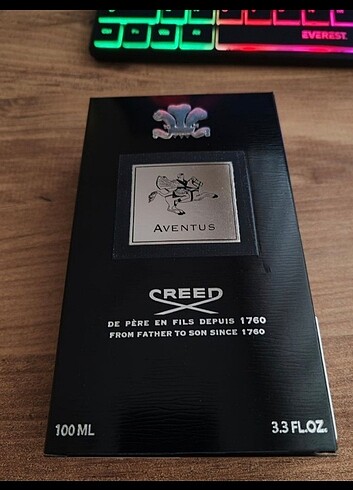 EVEREST
AVENTUS
CREED
DE PÈRE EN FILS DEPUIS 1760
FROM FATHER TO SON SINCE 1760
100 ML
3.3 FL.OZ.